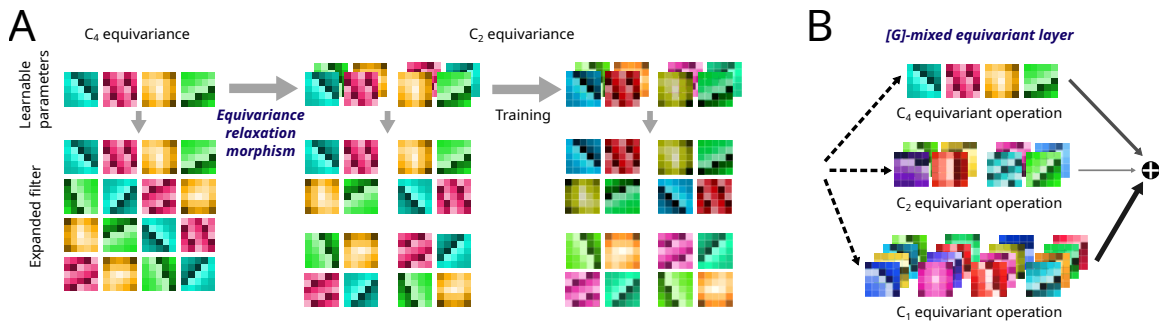 A
C₄ equivariance
C₂ equivariance
Learnable
parameters
Equivariance
relaxation
morphism
Training
Expanded filter
B
[G]-mixed equivariant layer
C₄ equivariant operation
C₂ equivariant operation
C₁ equivariant operation